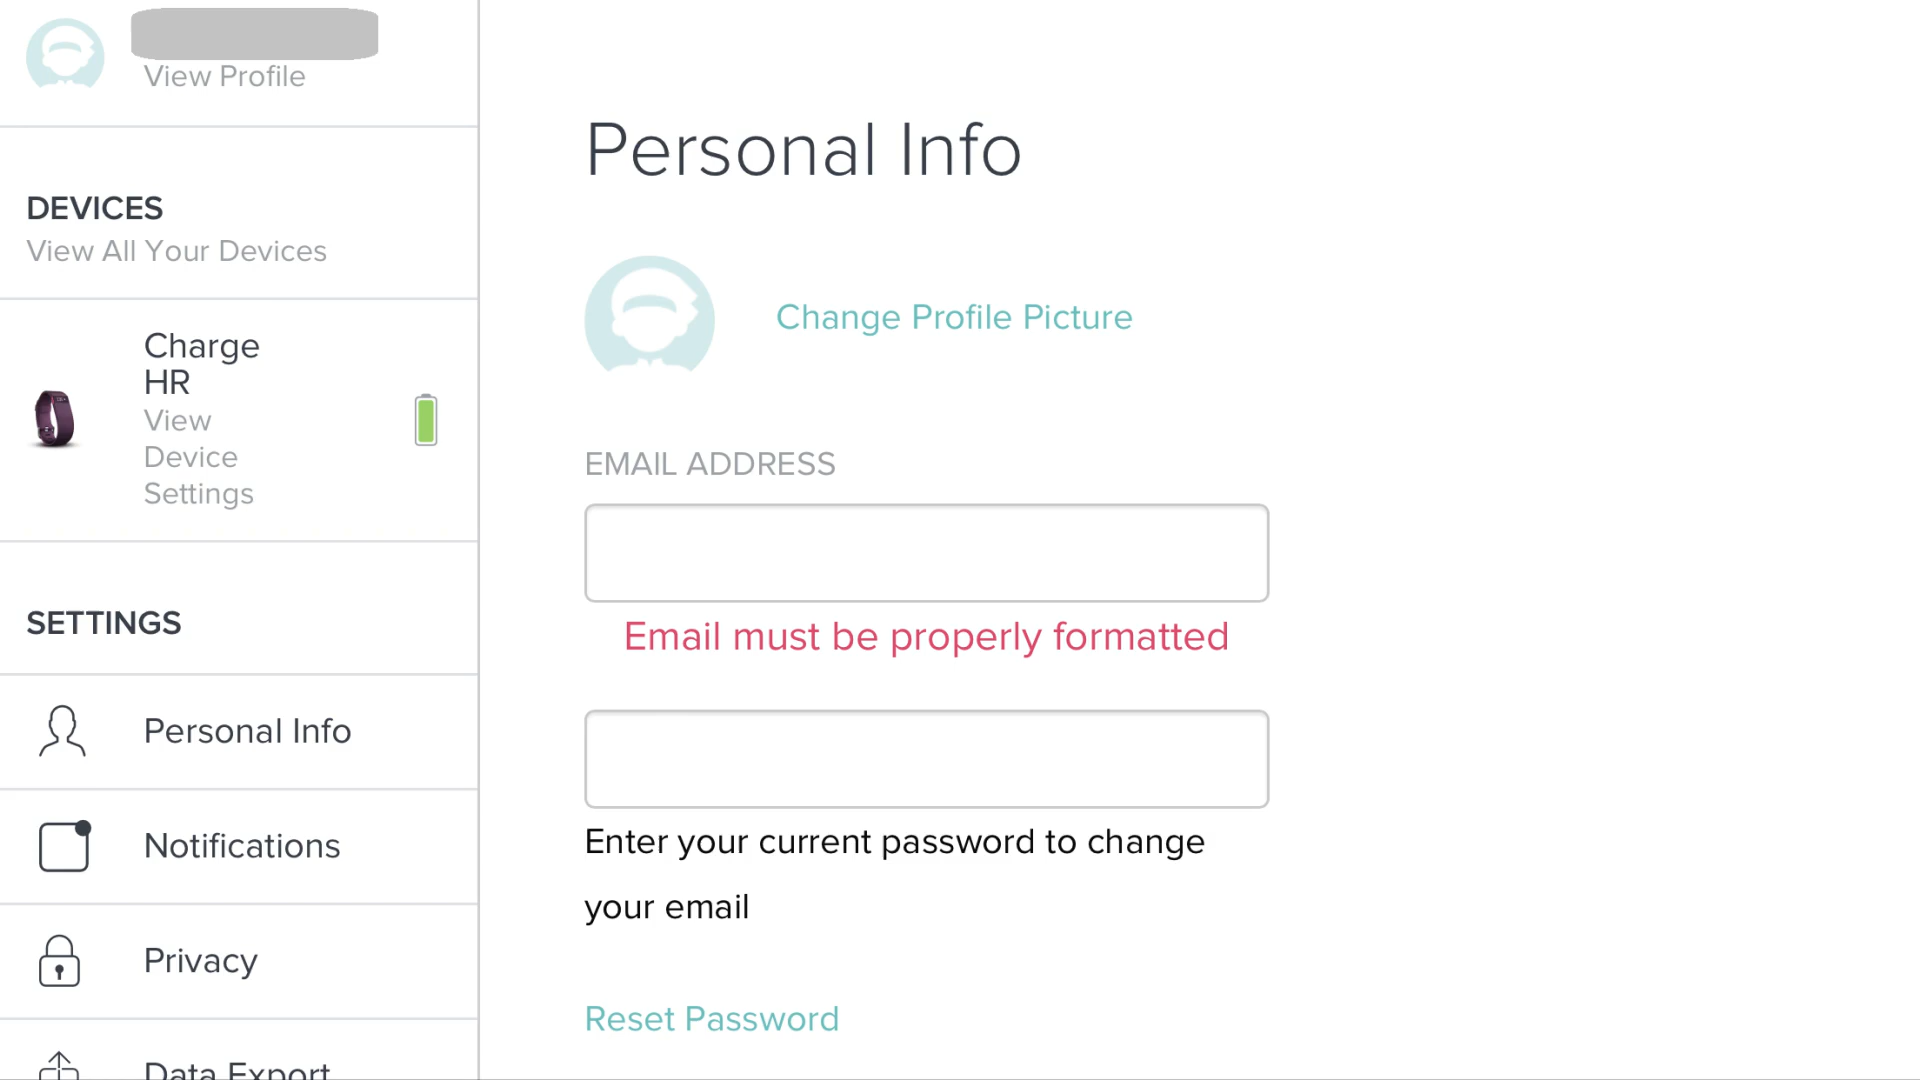 View Profile
DEVICES
View All Your Devices
Charge
HR
View
Device
Settings
SETTINGS
Personal Info
Notifications
Privacy
Data Export
Personal Info
Change Profile Picture
EMAIL ADDRESS
Email must be properly formatted
Enter your current password to change
your email
Reset Password